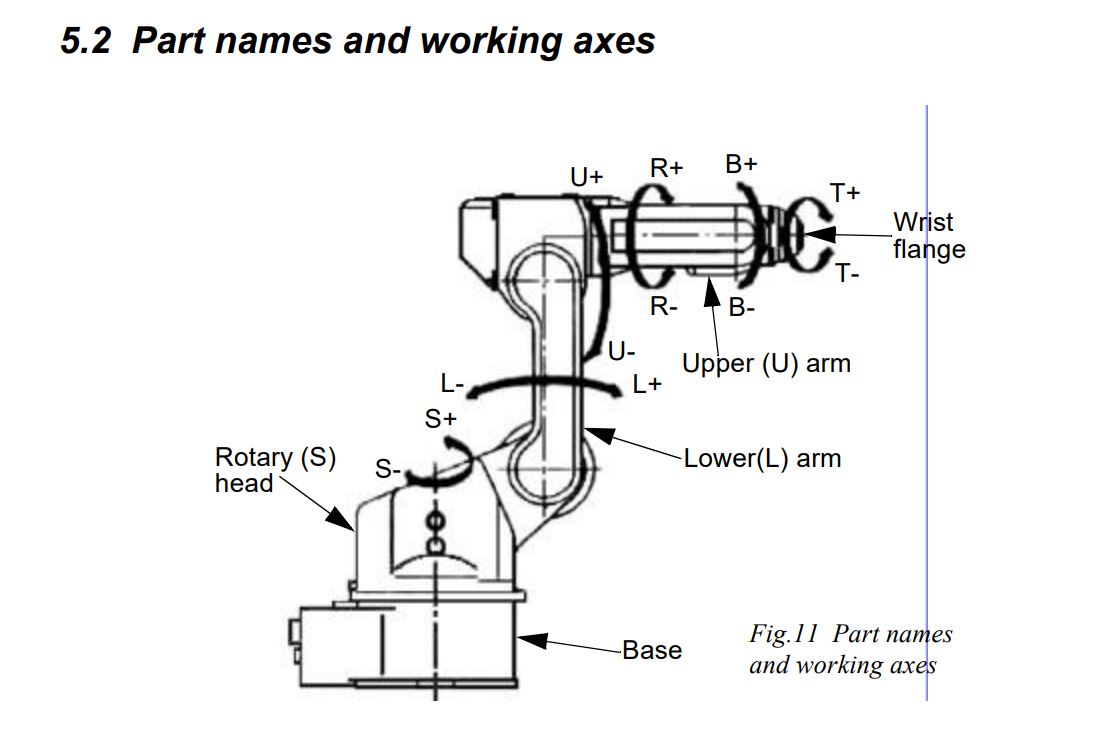 5.2 Part names and working axes
U+
R+
B+
T+
Wrist
flange
T-
R-
B-
U-
Upper (U) arm
L-
L+
S+
Rotary (S)
head
S-
Lower(L) arm
Base
Fig.11 Part names
and working axes